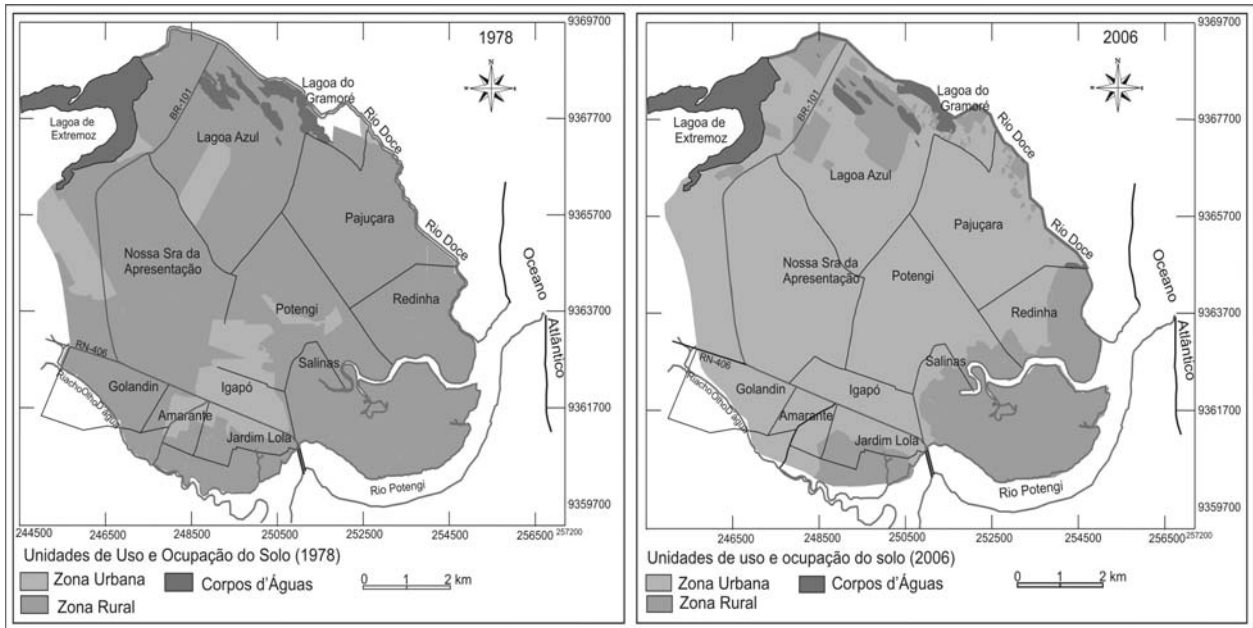 1978
9369700
Lagoa do
Gramoré
BR-101
Lagoa de
Extremoz
9367700
Rio Doce
Lagoa Azul
Pajuçara
9365700
Rio Doce
Nossa Sra da
Apresentação
Oceano
Potengi
Redinha
9363700
Atlântico
RN-406
Salinas
Golandin
Igapó
RiachoOlhoD'água
Amarante
9361700
Jardim Lola
Rio Potengi
9359700
244500
246500
248500
250500
252500
254500
256500
257200
Unidades de Uso e Ocupação do Solo (1978)
Zona Urbana
Corpos d'Águas
Zona Rural
0 1 2 km
2006
9369700
Lagoa do
Gramoré
BR-101
Lagoa de
Extremoz
9367700
Rio Doce
Lagoa Azul
Pajuçara
9365700
Rio Doce
Nossa Sra da
Apresentação
Oceano
Potengi
Redinha
9363700
Atlântico
RN-406
Salinas
Golandin
Igapó
RiachoOlhoD'água
Amarante
9361700
Jardim Lola
Rio Potengi
9359700
246500
248500
250500
252500
254500
256500
257200
Unidades de uso e ocupação do solo (2006)
Zona Urbana
Corpos d'Águas
Zona Rural
0 1 2 km